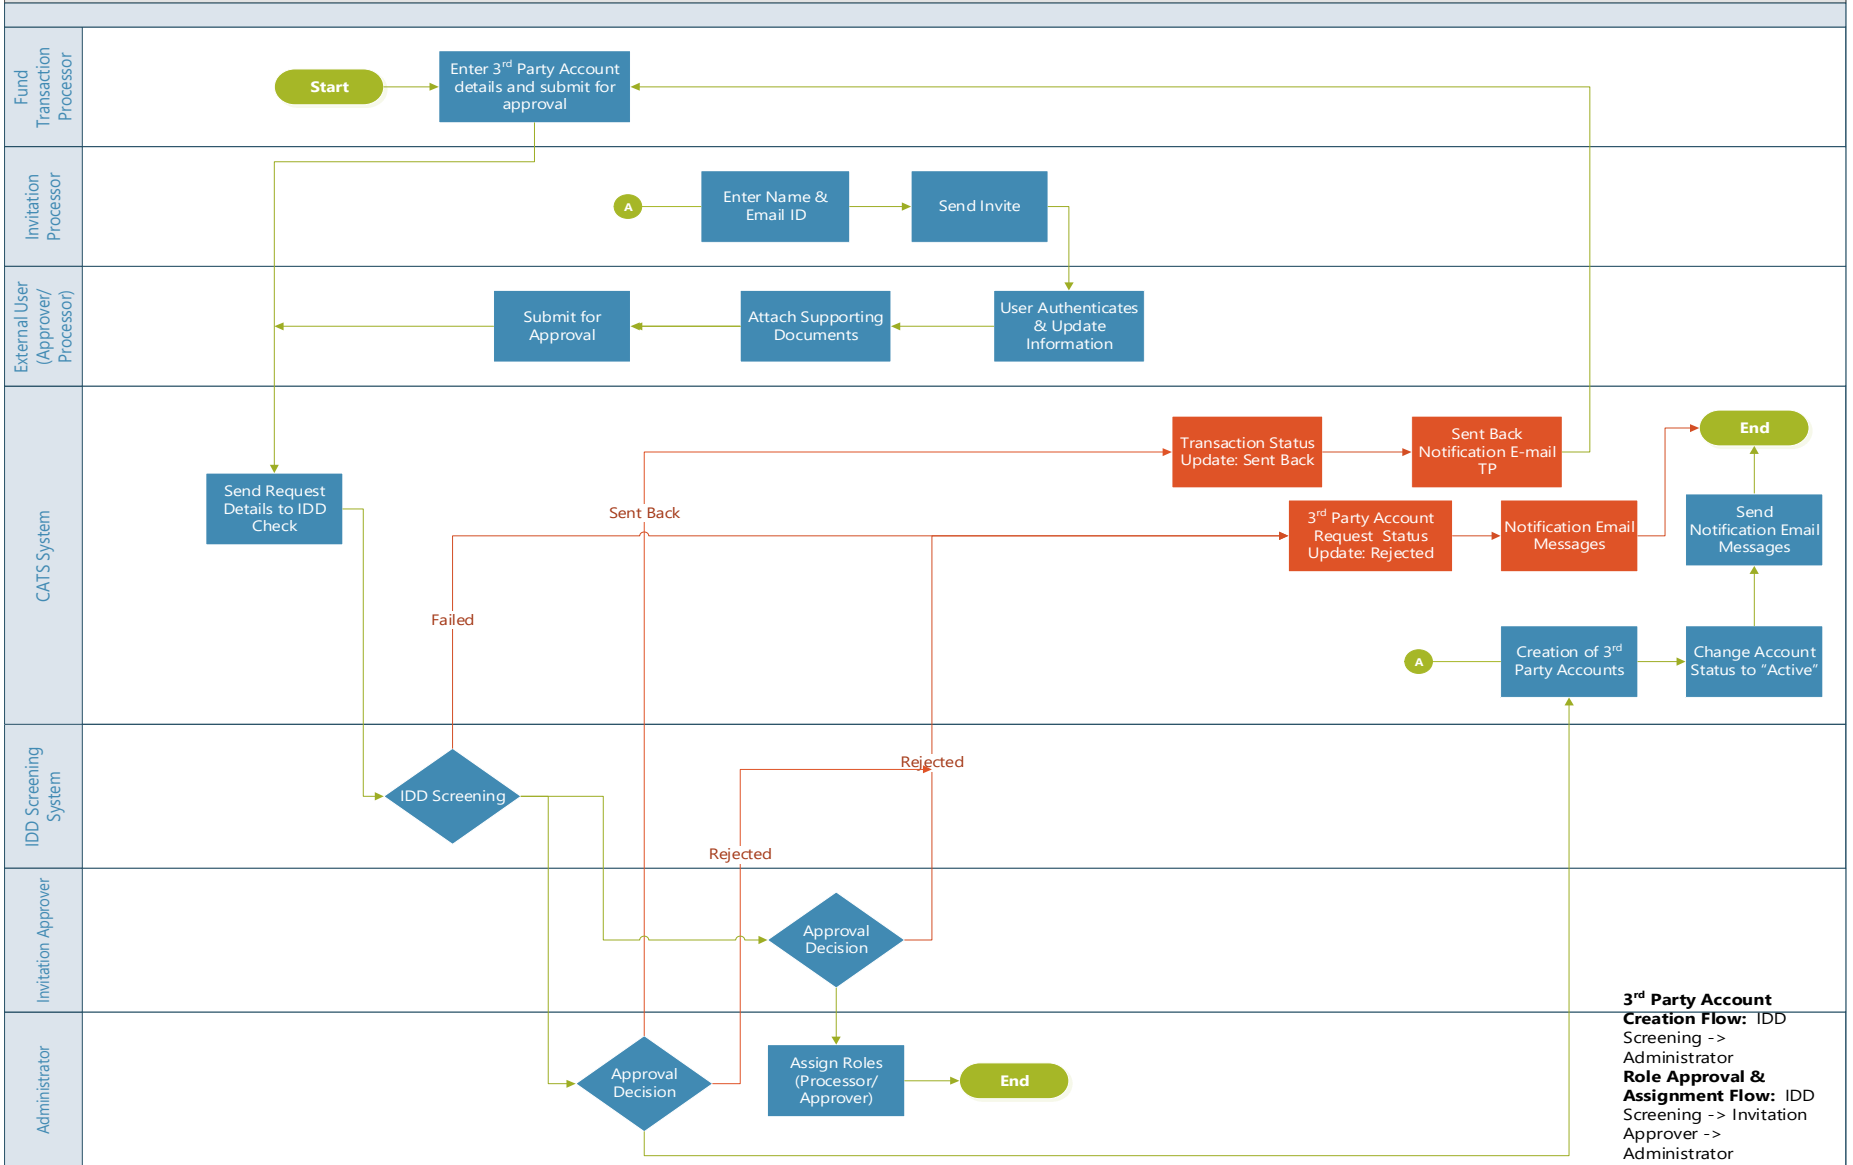 Fund
Transaction
Processor
Start
Enter 3rd Party Account
details and submit for
approval
Invitation
Processor
A
Enter Name &
Email ID
Send Invite
External User
(Approver/
Processor)
Submit for
Approval
Attach Supporting
Documents
User Authenticates
& Update
Information
CATS System
Send Request
Details to IDD
Check
Transaction Status
Update: Sent Back
Sent Back
Notification E-mail
TP
End
Sent Back
3rd Party Account
Request Status
Update: Rejected
Notification Email
Messages
Send
Notification Email
Messages
Failed
A
Creation of 3rd
Party Accounts
Change Account
Status to “Active”
IDD Screening
System
IDD Screening
Rejected
Rejected
Invitation Approver
Approval
Decision
Administrator
Approval
Decision
Assign Roles
(Processor/
Approver)
End
3rd Party Account
Creation Flow: IDD
Screening ->
Administrator
Role Approval &
Assignment Flow: IDD
Screening -> Invitation
Approver ->
Administrator